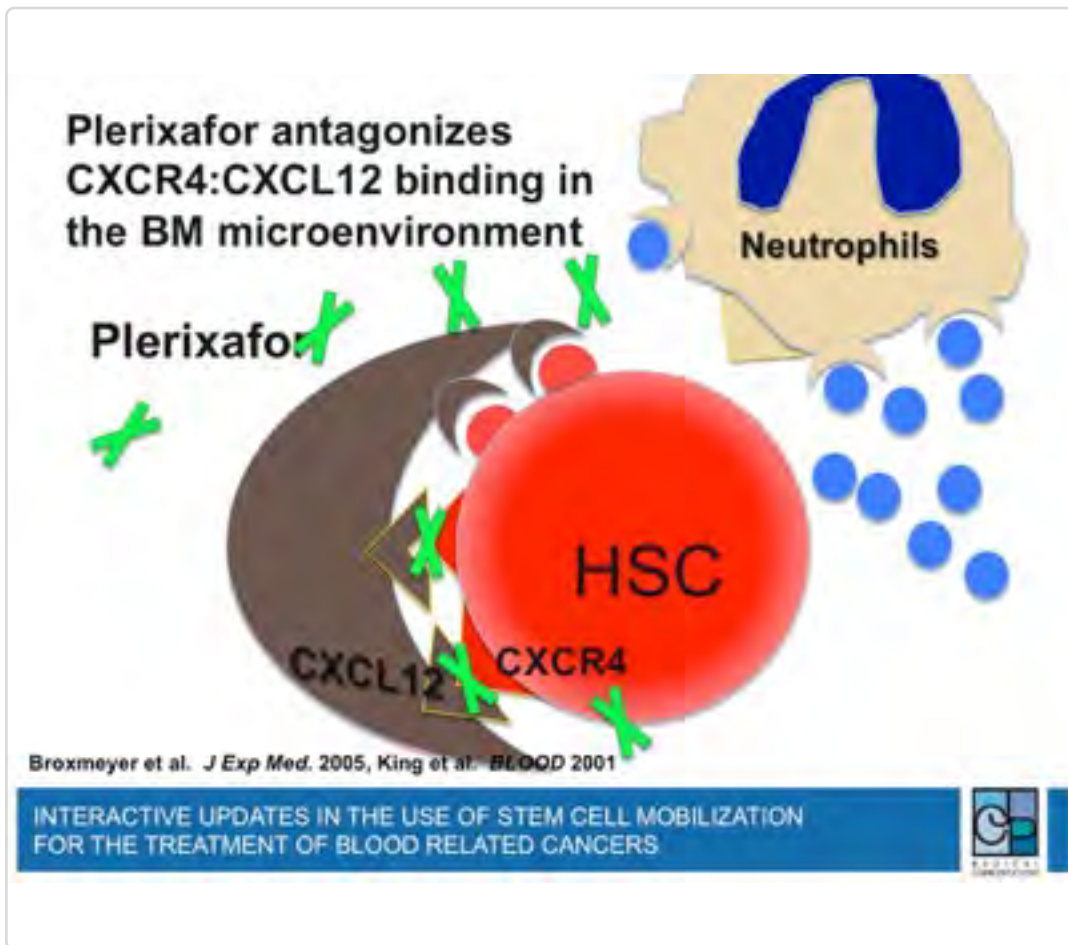 Plerixafor antagonizes
CXCR4:CXCL12 binding in
the BM microenvironment
Neutrophils
Plerixafor
HSC
CXCL12
CXCR4
Broxmeyer et al. J Exp Med. 2005, King et al. BLOOD 2001
INTERACTIVE UPDATES IN THE USE OF STEM CELL MOBILIZATION
FOR THE TREATMENT OF BLOOD RELATED CANCERS
MEDICAL